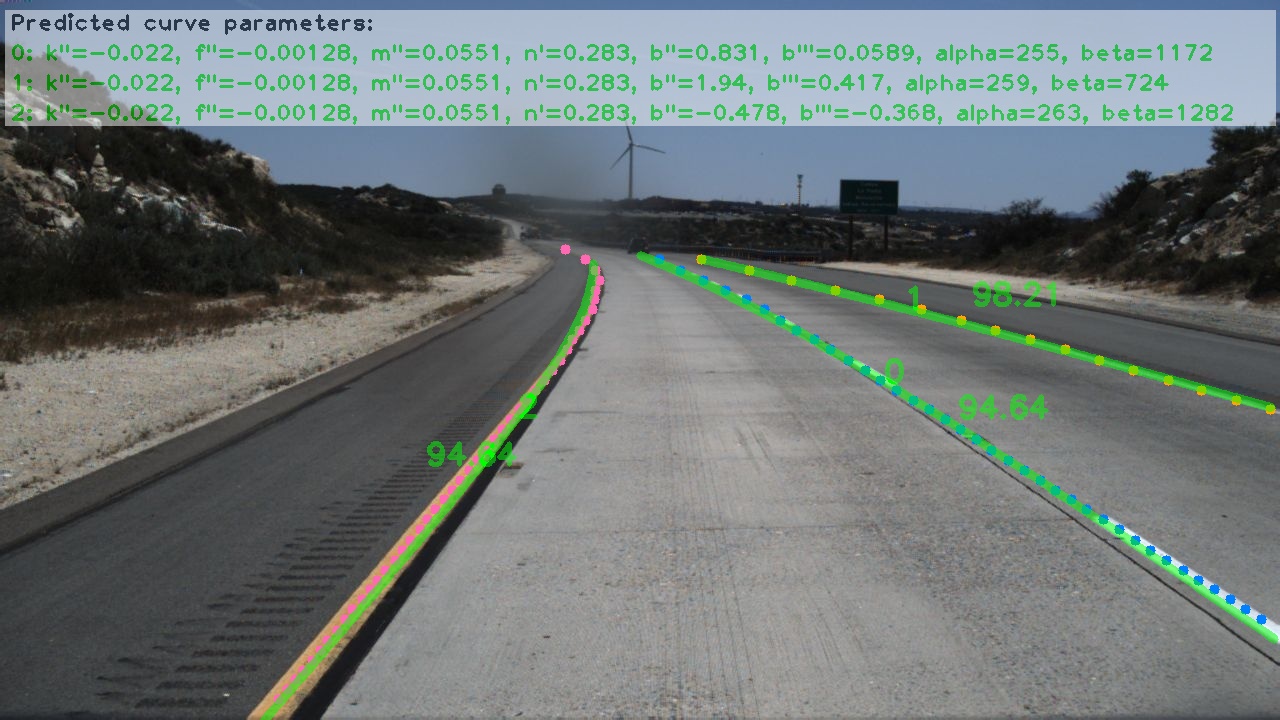 Predicted curve parameters:
0: k''=-0.022, f''=-0.00128, m''=0.0551, n'=0.283, b''=0.831, b'''=0.0589, alpha=255, beta=1172
1: k''=-0.022, f''=-0.00128, m''=0.0551, n'=0.283, b''=1.94, b'''=0.417, alpha=259, beta=724
2: k''=-0.022, f''=-0.00128, m''=0.0551, n'=0.283, b''=-0.478, b'''=-0.368, alpha=263, beta=1282
1 98.21
0
94.64
2